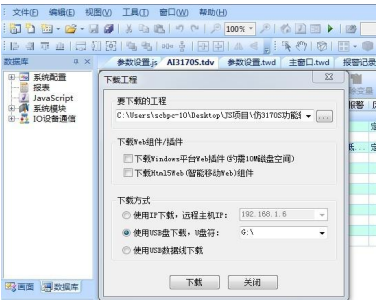 文件(F) 编辑(E) 视图(V) 工具(T) 窗口(W) 帮助(H)
100%
数据库
参数设置.js AI3170S.tdv 参数设置.twd 主窗口.twd 报警记录
系统配置
报表
JavaScript
系统模块
IO设备通信
下载工程
要下载的工程
C:\Users\scbpc-10\Desktop\JS项目\仿3170S功能
下载Web组件/插件
下载Windows平台Web插件(约需10M磁盘空间)
下载Html5Web(智能移动Web)组件
下载方式
使用IP下载，远程主机IP: 192.168.1.6
使用USB盘下载，U盘符: G:\
使用USB数据线下载
下载 关闭
画面 数据库